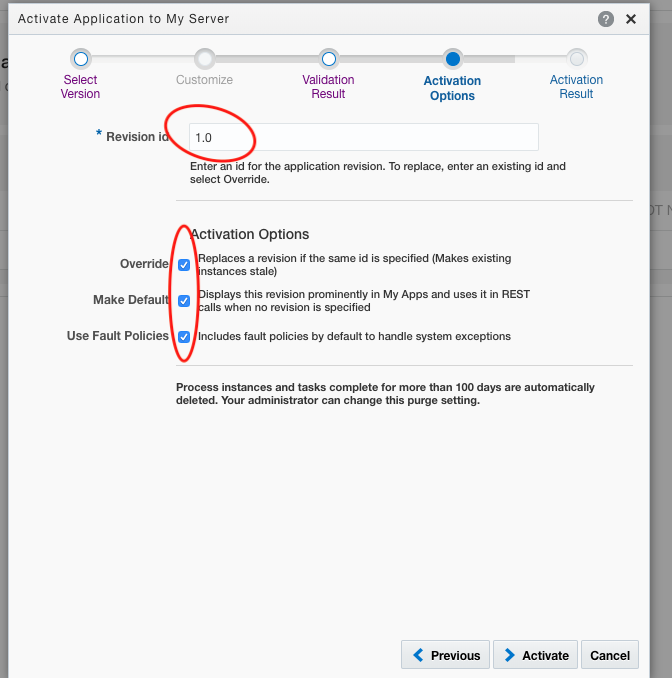 Activate Application to My Server
?
Select
Version
Customize
Validation
Result
Activation
Options
Activation
Result
* Revision id
1.0
Enter an id for the application revision. To replace, enter an existing id and
select Override.
Activation Options
Override
Replaces a revision if the same id is specified (Makes existing
instances stale)
Make Default
Displays this revision prominently in My Apps and uses it in REST
calls when no revision is specified
Use Fault Policies
Includes fault policies by default to handle system exceptions
Process instances and tasks complete for more than 100 days are automatically
deleted. Your administrator can change this purge setting.
Previous
Activate
Cancel